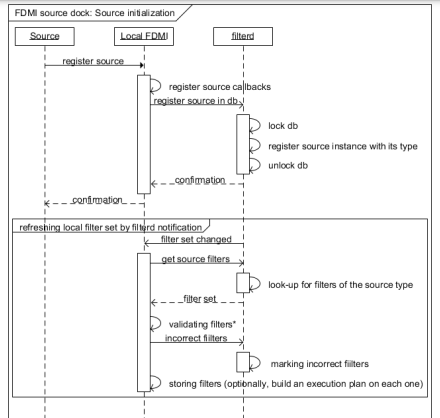 FDMI source dock: Source initialization
Source
Local FDMI
filterd
register source
register source callbacks
register source in db
lock db
register source instance with its type
unlock db
confirmation
confirmation
refreshing local filter set by filterd notification
filter set changed
get source filters
look-up for filters of the source type
filter set
validating filters*
incorrect filters
marking incorrect filters
storing filters (optionally, build an execution plan on each one)